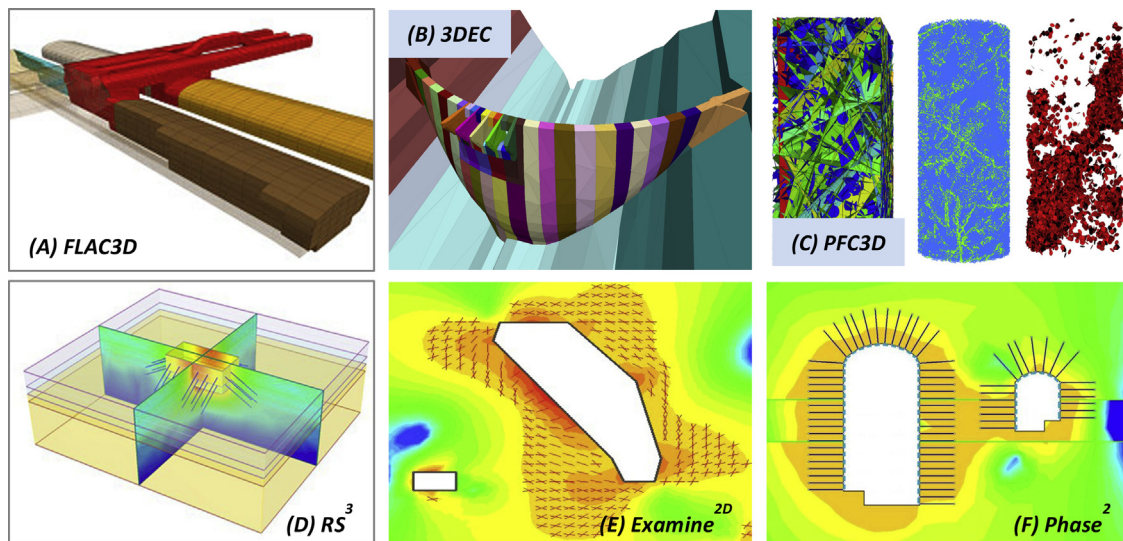 (A) FLAC3D
(B) 3DEC
(C) PFC3D
(D) RS³
(E) Examine²ᴰ
(F) Phase²